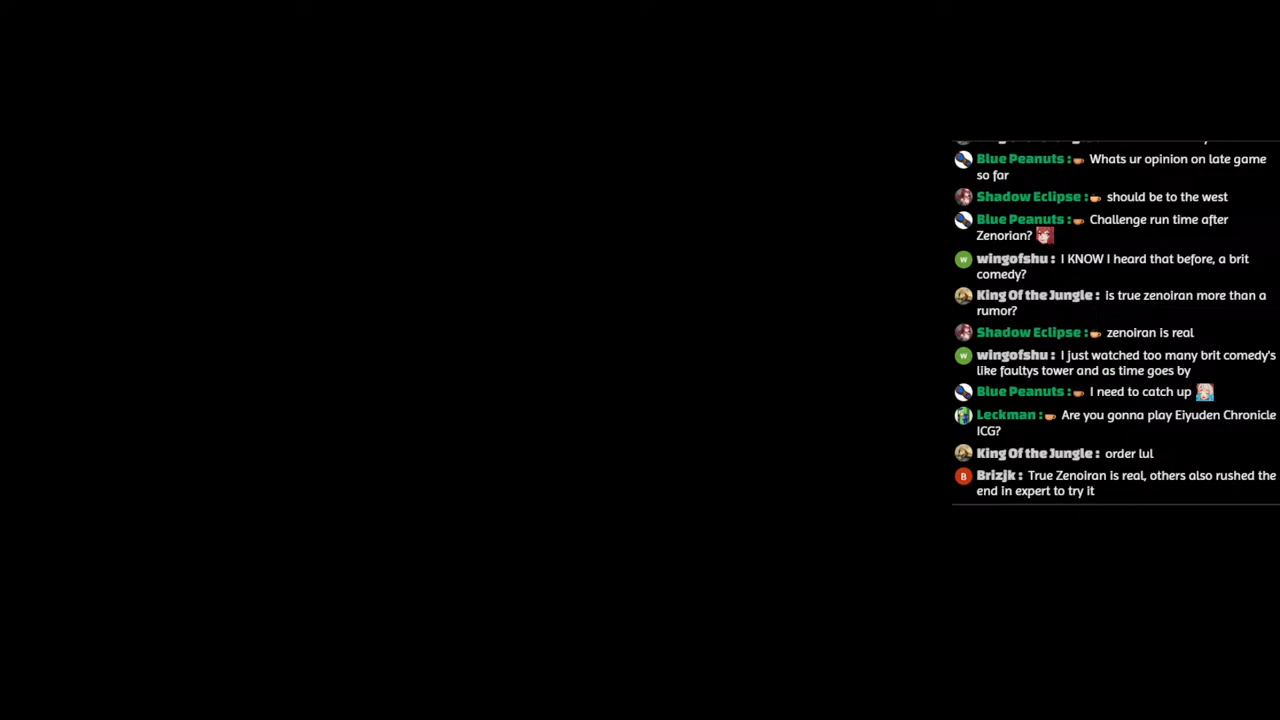 Blue Peanuts : Whats ur opinion on late game
so far
Shadow Eclipse : should be to the west
Blue Peanuts : Challenge run time after
Zenorian?
W wingofshu : I KNOW I heard that before, a brit
comedy?
King Of the Jungle : is true zenoiran more than a
rumor?
Shadow Eclipse : zenoiran is real
W wingofshu : I just watched too many brit comedy's
like faultys tower and as time goes by
Blue Peanuts : I need to catch up
Leckman : Are you gonna play Eiyuden Chronicle
ICG?
King Of the Jungle : order lul
B Brizjk : True Zenoiran is real, others also rushed the
end in expert to try it